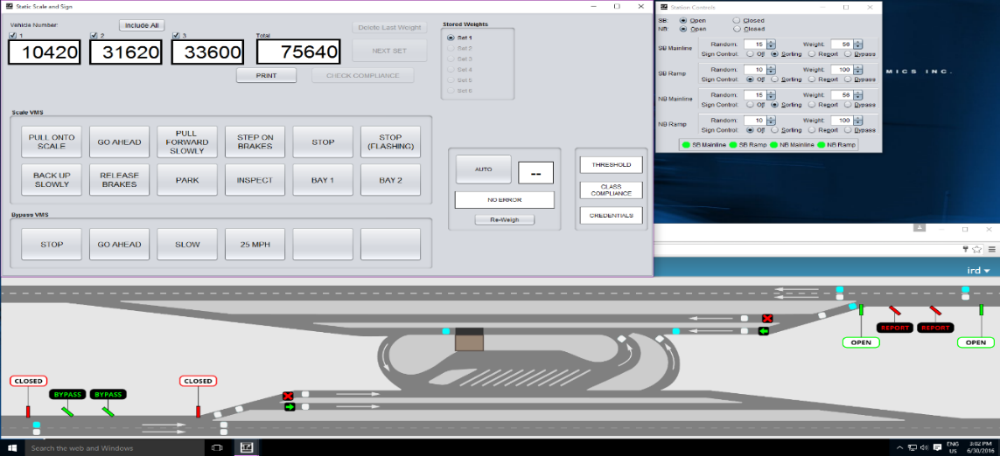 Static Scale and Sign
Vehicle Number:
Include All
1
2
3
Total
10420
31620
33600
75640
Delete Last Weight
NEXT SET
PRINT
CHECK COMPLIANCE
Stored Weights
Set 1
Set 2
Set 3
Set 4
Set 5
Set 6
Scale VMS
PULL ONTO SCALE
GO AHEAD
PULL FORWARD SLOWLY
STEP ON BRAKES
STOP
STOP (FLASHING)
BACK UP SLOWLY
RELEASE BRAKES
PARK
INSPECT
BAY 1
BAY 2
Bypass VMS
STOP
GO AHEAD
SLOW
25 MPH
AUTO
--
NO ERROR
Re-Weigh
THRESHOLD
CLASS COMPLIANCE
CREDENTIALS
Station Controls
SB: Open Closed
NB: Open Closed
SB Mainline
Random: 15 Weight: 56
Sign Control: Off Sorting Report Bypass
SB Ramp
Random: 10 Weight: 100
Sign Control: Off Sorting Report Bypass
NB Mainline
Random: 15 Weight: 56
Sign Control: Off Sorting Report Bypass
NB Ramp
Random: 10 Weight: 100
Sign Control: Off Sorting Report Bypass
SB Mainline SB Ramp NB Mainline NB Ramp
MICS INC.
ird
REPORT
REPORT
OPEN
OPEN
CLOSED
BYPASS
BYPASS
CLOSED
Search the web and Windows
ENG
US
3:02 PM
6/30/2016